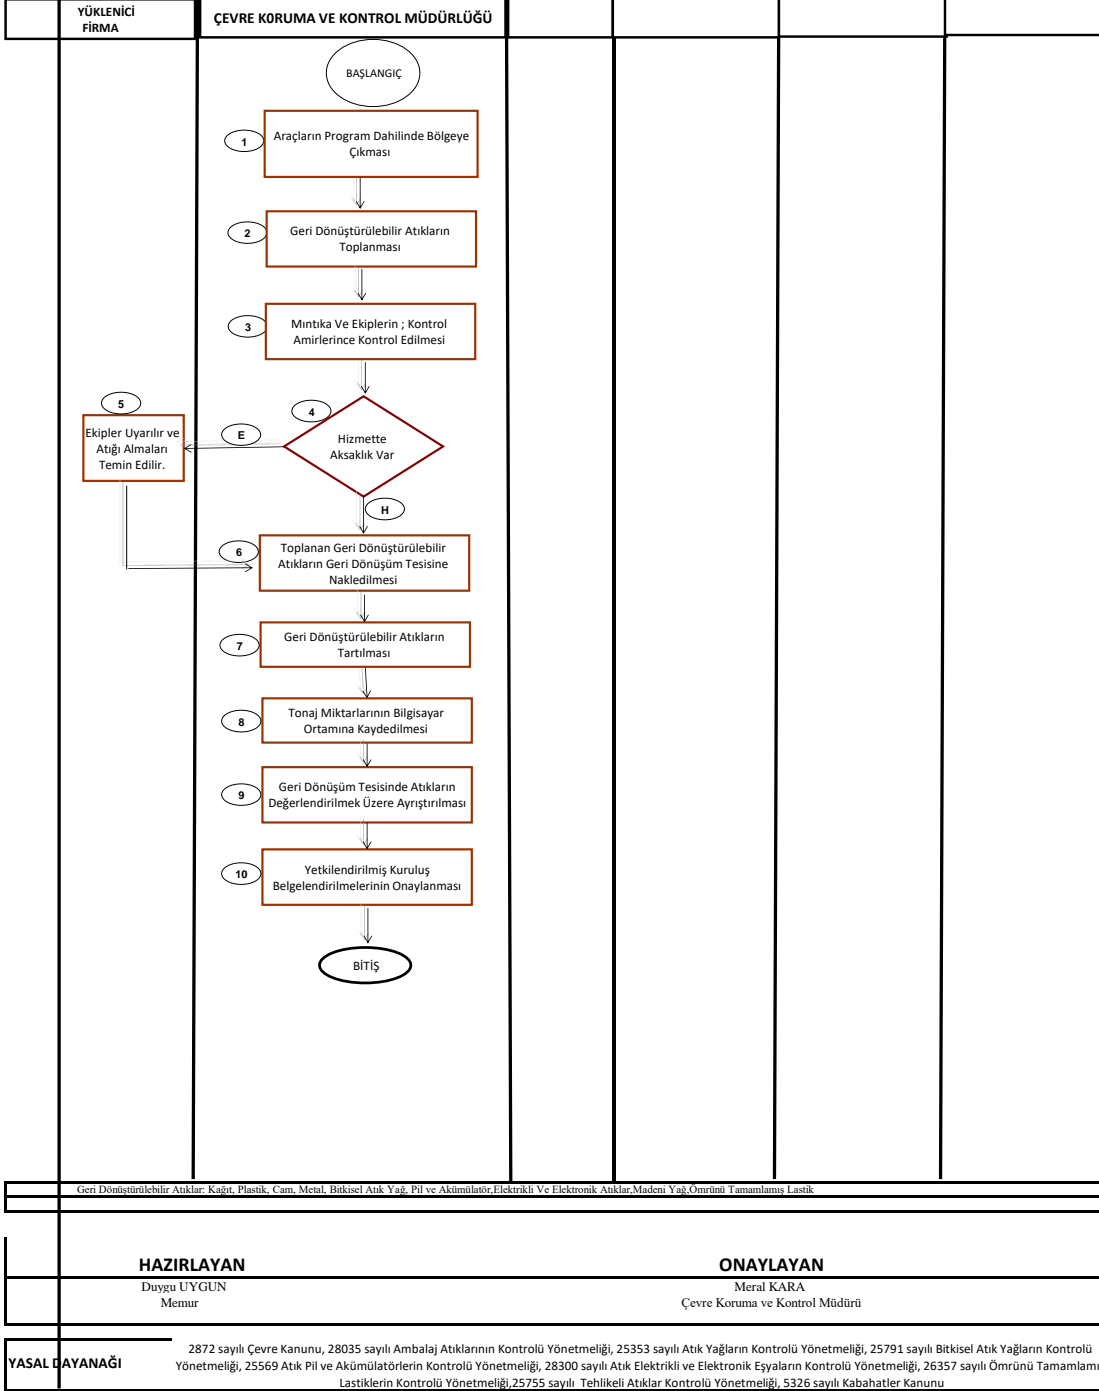 YÜKLENİCİ
FİRMA
ÇEVRE K0RUMA VE KONTROL MÜDÜRLÜĞÜ
BAŞLANGIÇ
1
Araçların Program Dahilinde Bölgeye
Çıkması
2
Geri Dönüştürülebilir Atıkların
Toplanması
3
Mıntıka Ve Ekiplerin ; Kontrol
Amirlerince Kontrol Edilmesi
4
Hizmette
Aksaklık Var
E
5
Ekipler Uyarılır ve
Atığı Almaları
Temin Edilir.
H
6
Toplanan Geri Dönüştürülebilir
Atıkların Geri Dönüşüm Tesisine
Nakledilmesi
7
Geri Dönüştürülebilir Atıkların
Tartılması
8
Tonaj Miktarlarının Bilgisayar
Ortamına Kaydedilmesi
9
Geri Dönüşüm Tesisinde Atıkların
Değerlendirilmek Üzere Ayrıştırılması
10
Yetkilendirilmiş Kuruluş
Belgelendirilmelerinin Onaylanması
BİTİŞ
Geri Dönüştürülebilir Atıklar: Kağıt, Plastik, Cam, Metal, Bitkisel Atık Yağ, Pil ve Akümülatör,Elektrikli Ve Elektronik Atıklar,Madeni Yağ,Ömrünü Tamamlamış Lastik
HAZIRLAYAN
ONAYLAYAN
Duygu UYGUN
Meral KARA
Memur
Çevre Koruma ve Kontrol Müdürü
YASAL DAYANAĞI
2872 sayılı Çevre Kanunu, 28035 sayılı Ambalaj Atıklarının Kontrolü Yönetmeliği, 25353 sayılı Atık Yağların Kontrolü Yönetmeliği, 25791 sayılı Bitkisel Atık Yağların Kontrolü
Yönetmeliği, 25569 Atık Pil ve Akümülatörlerin Kontrolü Yönetmeliği, 28300 sayılı Atık Elektrikli ve Elektronik Eşyaların Kontrolü Yönetmeliği, 26357 sayılı Ömrünü Tamamlamı
Lastiklerin Kontrolü Yönetmeliği,25755 sayılı Tehlikeli Atıklar Kontrolü Yönetmeliği, 5326 sayılı Kabahatler Kanunu